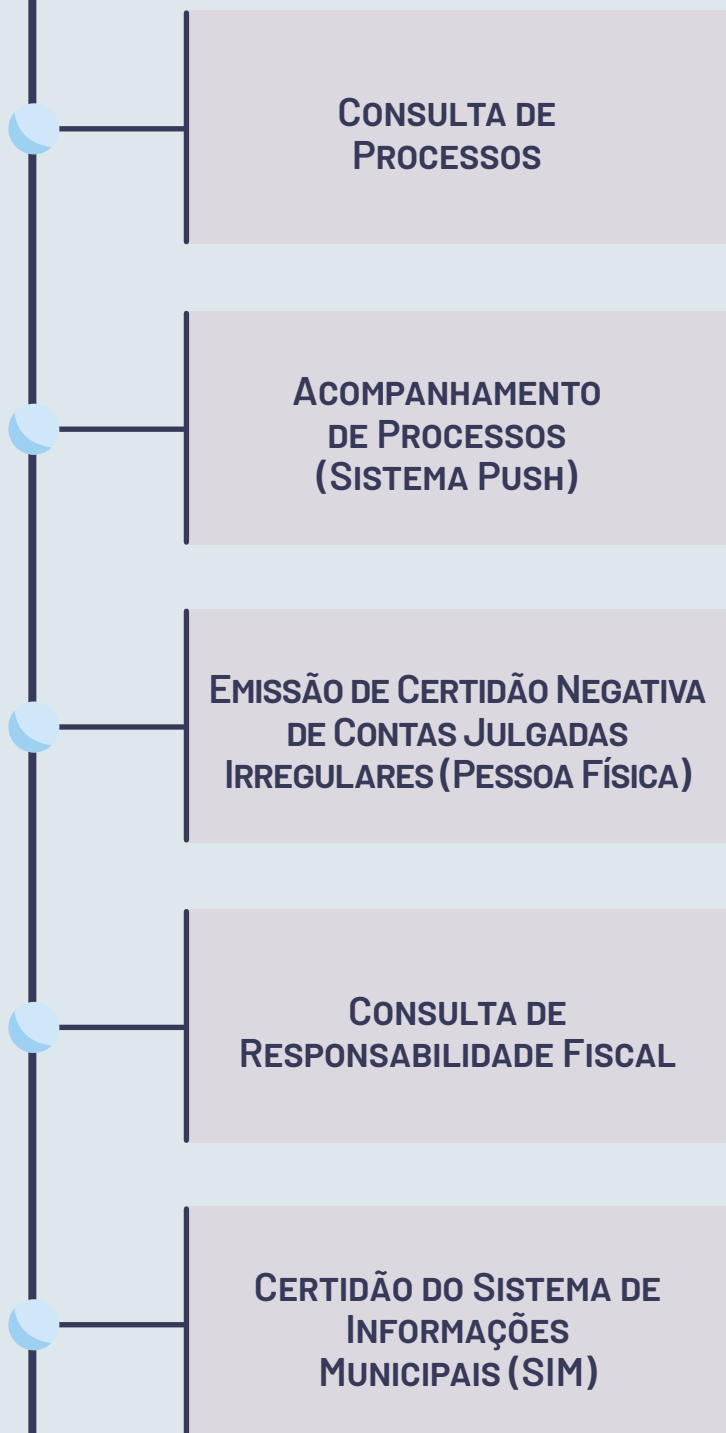 Consulta de
Processos
Acompanhamento
de Processos
(Sistema Push)
Emissão de Certidão Negativa
de Contas Julgadas
Irregulares (Pessoa Física)
Consulta de
Responsabilidade Fiscal
Certidão do Sistema de
Informações
Municipais (SIM)